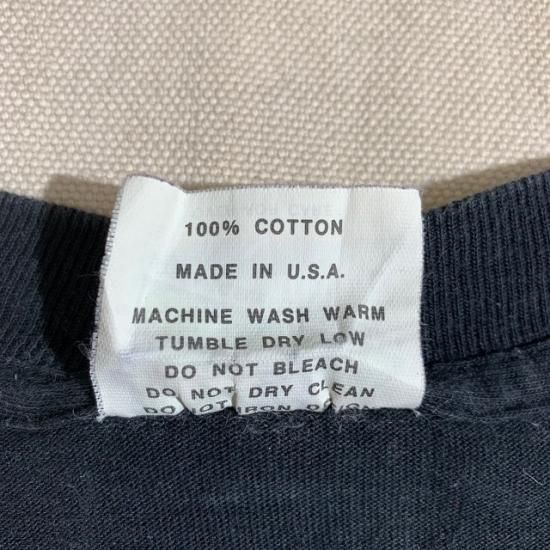 100% COTTON
MADE IN U.S.A.
MACHINE WASH WARM
TUMBLE DRY LOW
DO NOT BLEACH
DO NOT DRY CLEAN
DO NOT IRON